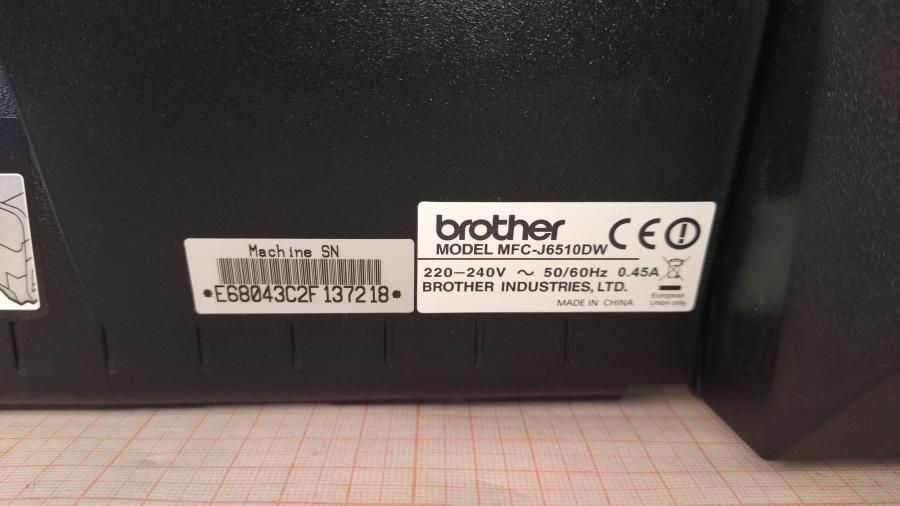 Machine SN
*E68043C2F137218*
brother
MODEL MFC-J6510DW
CE
220-240V ～ 50/60Hz 0.45A
BROTHER INDUSTRIES, LTD.
MADE IN CHINA
European
Union only